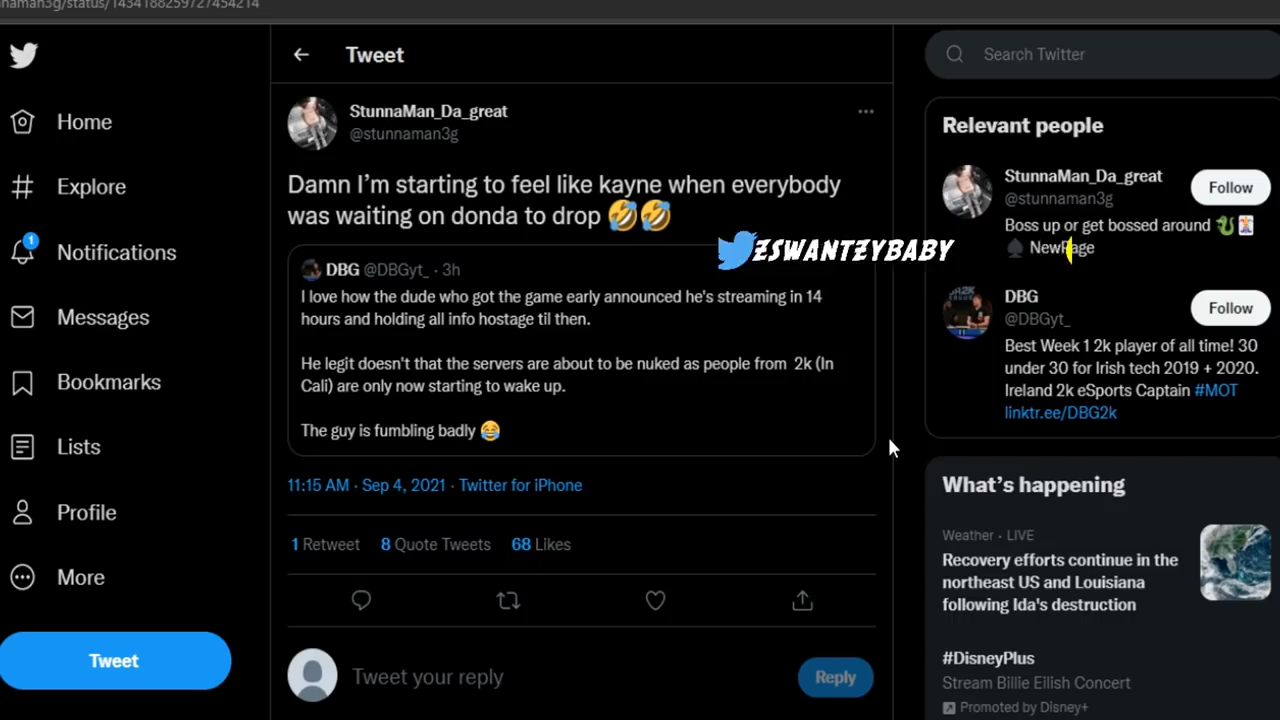 naman3g/status/1434188259727454214
Tweet
Search Twitter
Home
Explore
1
Notifications
Messages
Bookmarks
Lists
Profile
More
Tweet
StunnaMan_Da_great
@stunnaman3g
Damn I’m starting to feel like kayne when everybody
was waiting on donda to drop 🤣🤣
DBG @DBGyt_ · 3h
I love how the dude who got the game early announced he's streaming in 14
hours and holding all info hostage til then.
He legit doesn't that the servers are about to be nuked as people from 2k (In
Cali) are only now starting to wake up.
The guy is fumbling badly 😂
11:15 AM · Sep 4, 2021 · Twitter for iPhone
1 Retweet 8 Quote Tweets 68 Likes
Tweet your reply
Reply
ZSWANTZYBABY
Relevant people
StunnaMan_Da_great
@stunnaman3g
Follow
Boss up or get bossed around 🐉🃏
♠️ NewPage
DBG
@DBGyt_
Follow
Best Week 1 2k player of all time! 30
under 30 for Irish tech 2019 + 2020.
Ireland 2k eSports Captain #MOT
linktr.ee/DBG2k
What’s happening
Weather · LIVE
Recovery efforts continue in the
northeast US and Louisiana
following Ida's destruction
#DisneyPlus
Stream Billie Eilish Concert
Promoted by Disney+